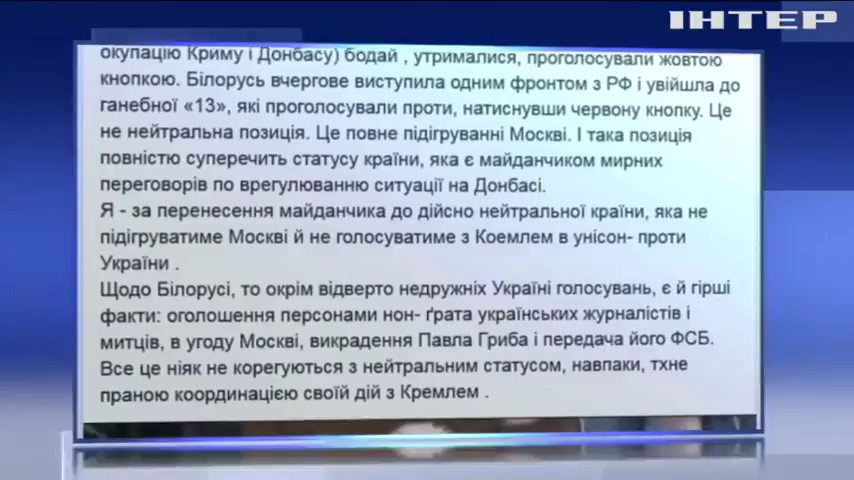 ІНТЕР
окупацію Криму і Донбасу) бодай , утрималися, проголосували жовтою
кнопкою. Білорусь вчергове виступила одним фронтом з РФ і увійшла до
ганебної «13», які проголосували проти, натиснувши червону кнопку. Це
не нейтральна позиція. Це повне підігруванні Москві. І така позиція
повністю суперечить статусу країни, яка є майданчиком мирних
переговорів по врегулюванню ситуації на Донбасі.
Я - за перенесення майданчика до дійсно нейтральної країни, яка не
підігруватиме Москві й не голосуватиме з Коемлем в унісон- проти
України .
Щодо Білорусі, то окрім відверто недружніх Україні голосувань, є й гірші
факти: оголошення персонами нон- ґрата українських журналістів і
митців, в угоду Москві, викрадення Павла Гриба і передача його ФСБ.
Все це ніяк не корегуються з нейтральним статусом, навпаки, тхне
праною координацією своїй дій з Кремлем .